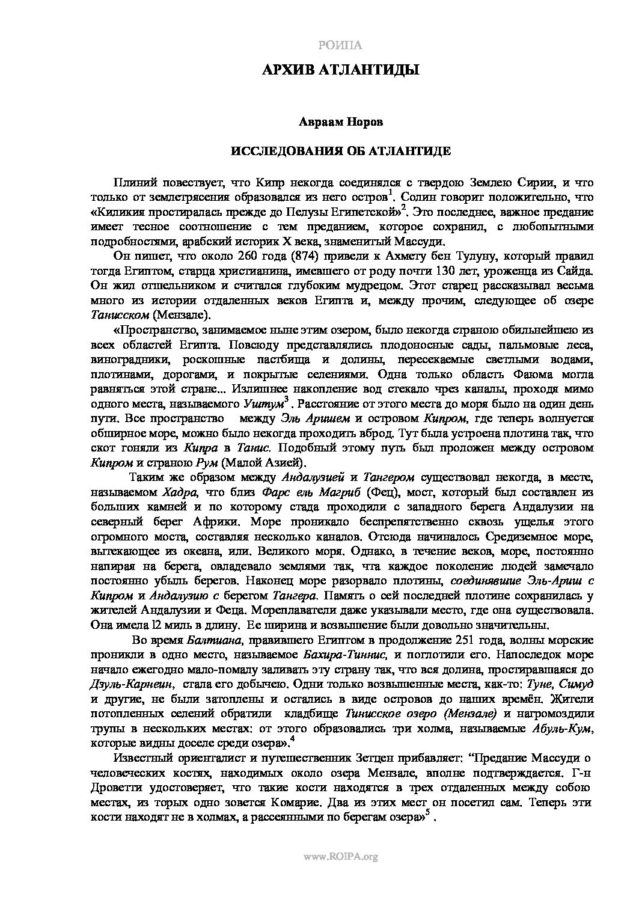 РОИПА
АРХИВ АТЛАНТИДЫ
Авраам Норов
ИССЛЕДОВАНИЯ ОБ АТЛАНТИДЕ
Плиний повествует, что Кипр некогда соединялся с твердою Землею Сирии, и что
только от землетрясения образовался из него остров¹. Солин говорит положительно, что
«Киликия простиралась прежде до Пелузы Египетской»². Это последнее, важное предание
имеет тесное соотношение с тем преданием, которое сохранил, с любопытными
подробностями, арабский историк X века, знаменитый Массуди.
Он пишет, что около 260 года (874) привели к Ахмету бен Тулуну, который правил
тогда Египтом, старца христианина, имевшего от роду почти 130 лет, уроженца из Сайда.
Он жил отшельником и считался глубоким мудрецом. Этот старец рассказывал весьма
много из истории отдаленных веков Египта и, между прочим, следующее об озере
Танисском (Мензале).
«Пространство, занимаемое ныне этим озером, было некогда страною обильнейшею из
всех областей Египта. Повсюду представлялись плодоносные сады, пальмовые леса,
виноградники, роскошные пастбища и долины, пересекаемые светлыми водами,
плотинами, дорогами, и покрытые селениями. Одна только область Фаюма могла
равняться этой стране... Излишнее накопление вод стекало чрез каналы, проходя мимо
одного места, называемого Уштум³ . Расстояние от этого места до моря было на один день
пути. Все пространство между Эль Аришем и островом Кипром, где теперь волнуется
обширное море, можно было некогда проходить вброд. Тут была устроена плотина так, что
скот гоняли из Кипра в Танис. Подобный этому путь был проложен между островом
Кипром и страною Рум (Малой Азией).
Таким же образом между Андалузией и Тангером существовал некогда, в месте,
называемом Хадра, что близ Фарс ель Магриб (Фец), мост, который был составлен из
больших камней и по которому стада проходили с западного берега Андалузии на
северный берег Африки. Море проникало беспрепятственно сквозь ущелья этого
огромного моста, составляя несколько каналов. Отсюда начиналось Средиземное море,
вытекающее из океана, или. Великого моря. Однако, в течение веков, море, постоянно
напирая на берега, овладевало землями так, чта каждое поколение людей замечало
постоянно убыль берегов. Наконец море разорвало плотины, соединявшие Эль-Ариш с
Кипром и Андалузию с берегом Тангера. Память о сей последней плотине сохранилась у
жителей Андалузии и Феца. Мореплаватели даже указывали место, где она существовала.
Она имела l2 миль в длину. Ее ширина и возвышение были довольно значительны.
Во время Балтиана, правившего Египтом в продолжение 251 года, волны морские
проникли в одно место, называемое Бахира-Тиннис, и поглотили его. Напоследок море
начало ежегодно мало-помалу заливать эту страну так, что вся долина, простиравшаяся до
Дзуль-Карнеин, стала его добычею. Одни только возвышенные места, как-то: Туне, Симуд
и другие, не были затоплены и остались в виде островов до наших времён. Жители
потопленных селений обратили кладбище Тинисское озеро (Мензале) и нагромоздили
трупы в нескольких местах: от этого образовались три холма, называемые Абуль-Кум,
которые видны доселе среди озера».⁴
Известный ориенталист и путешественник Зетцен прибавляет: “Предание Массуди о
человеческих костях, находимых около озера Мензале, вполне подтверждается. Г-н
Дроветти удостоверяет, что такие кости находятся в трех отдаленных между собою
местах, из торых одно зовется Комарие. Два из этих мест он посетил сам. Теперь эти
кости находят не в холмах, а рассеянными по берегам озера»⁵ .
www.ROIPA.org